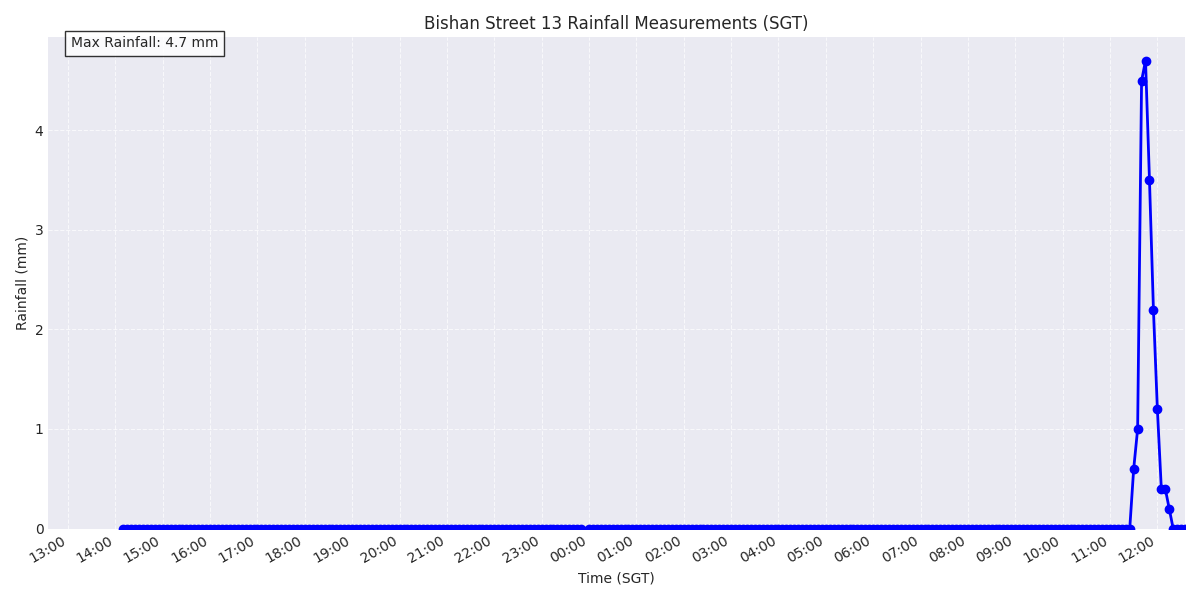 Bishan Street 13 Rainfall Measurements (SGT)
Max Rainfall: 4.7 mm
Rainfall (mm)
4
3
2
1
0
13:00 14:00 15:00 16:00 17:00 18:00 19:00 20:00 21:00 22:00 23:00 00:00 01:00 02:00 03:00 04:00 05:00 06:00 07:00 08:00 09:00 10:00 11:00 12:00
Time (SGT)